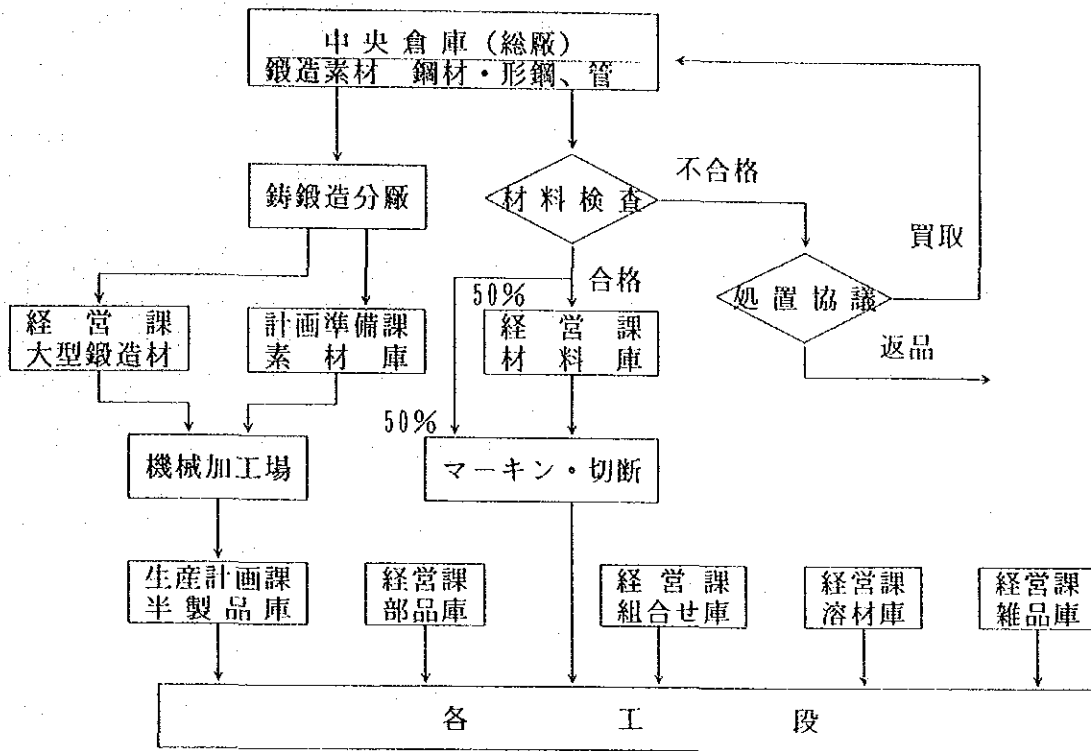 中央倉庫(総厰)
鍛造素材 鋼材・形鋼、管
鋳鍛造分厰
材料検査
不合格
買取
処置協議
返品
合格
50%
経営課
大型鍛造材
計画準備課
素材庫
経営課
材料庫
50%
機械加工場
マーキン・切断
生産計画課
半製品庫
経営課
部品庫
経営課
組合せ庫
経営課
溶材庫
経営課
雑品庫
各工段